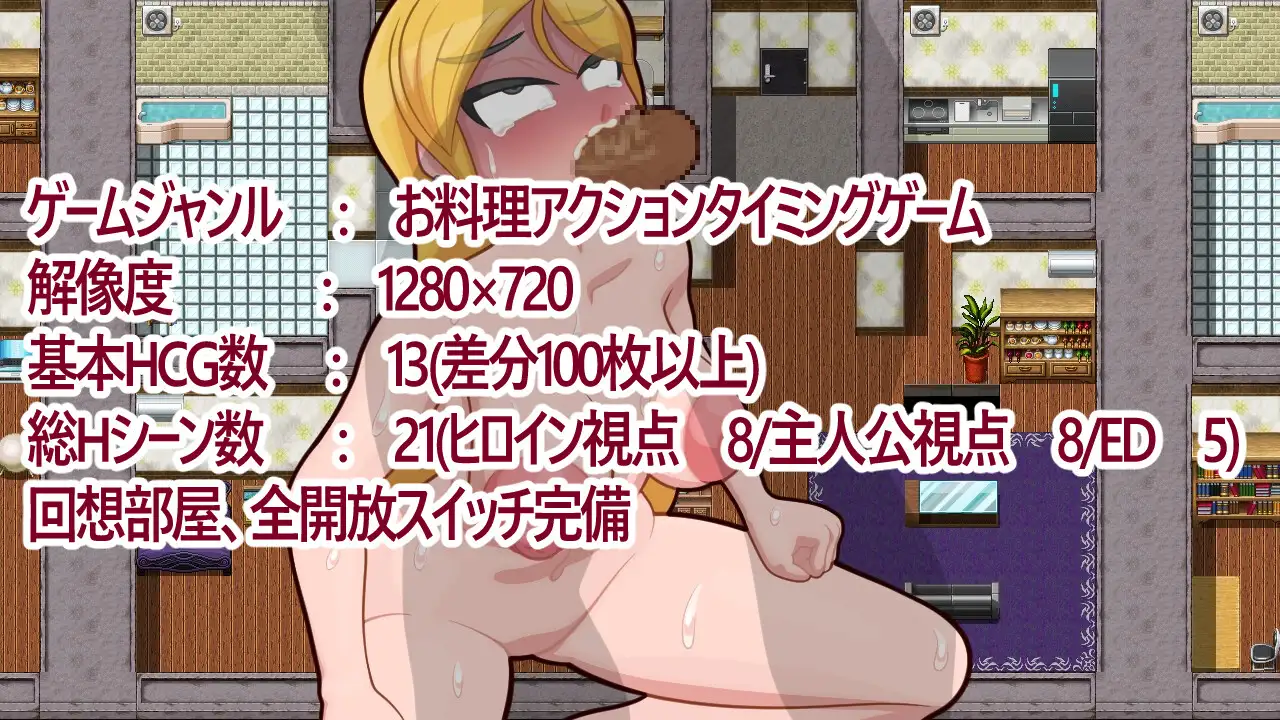 ゲームジャンル　：　お料理アクションタイミングゲーム
解像度　：　1280×720
基本HCG数　：　13(差分100枚以上)
総Hシーン数　：　21(ヒロイン視点　8/主人公視点　8/ED　5)
回想部屋、全開放スイッチ完備